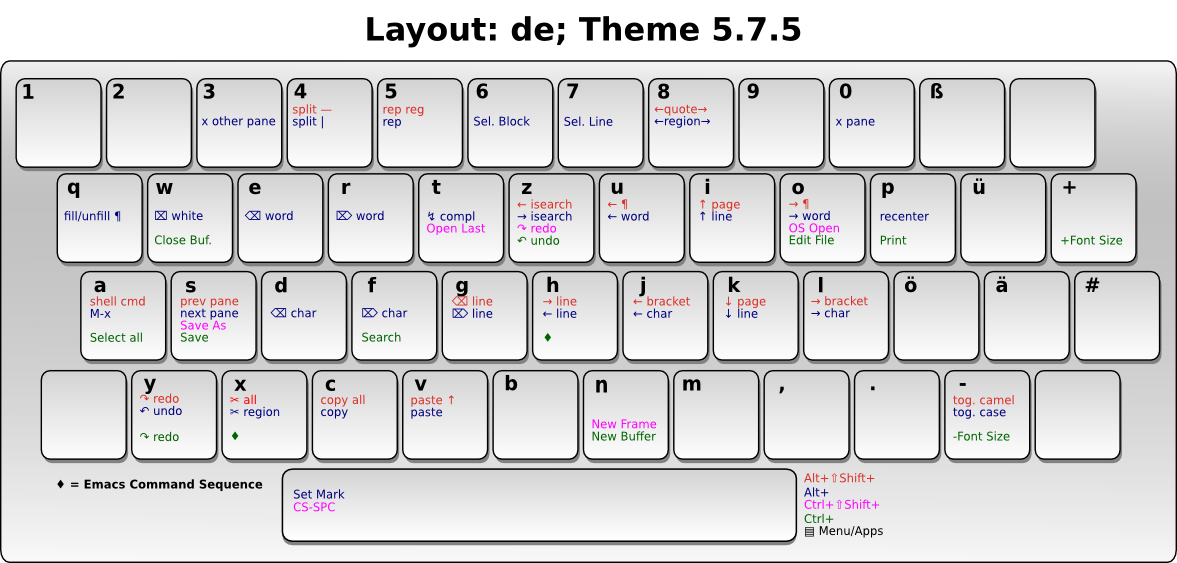 Layout: de; Theme 5.7.5
1
2
3
x other pane
4
split —
split |
5
rep reg
rep
6
Sel. Block
7
Sel. Line
8
←quote→
←region→
9
0
x pane
ß
q
fill/unfill ¶
w
⌧ white
Close Buf.
e
⌫ word
r
⌦ word
t
↯ compl
Open Last
z
← isearch
→ isearch
↷ redo
↶ undo
u
← ¶
← word
i
↑ page
↑ line
o
→ ¶
→ word
OS Open
Edit File
p
recenter
Print
ü
+
+Font Size
a
shell cmd
M-x
Select all
s
prev pane
next pane
Save As
Save
d
⌫ char
f
⌦ char
Search
g
⌫ line
⌦ line
h
→ line
← line
♦
j
← bracket
← char
k
↓ page
↓ line
l
→ bracket
→ char
ö
ä
#
y
↷ redo
↶ undo
↷ redo
x
✂ all
✂ region
♦
c
copy all
copy
v
paste ↑
paste
b
n
New Frame
New Buffer
m
,
.
-
tog. camel
tog. case
-Font Size
♦ = Emacs Command Sequence
Set Mark
CS-SPC
Alt+⇧Shift+
Alt+
Ctrl+⇧Shift+
Ctrl+
▤ Menu/Apps